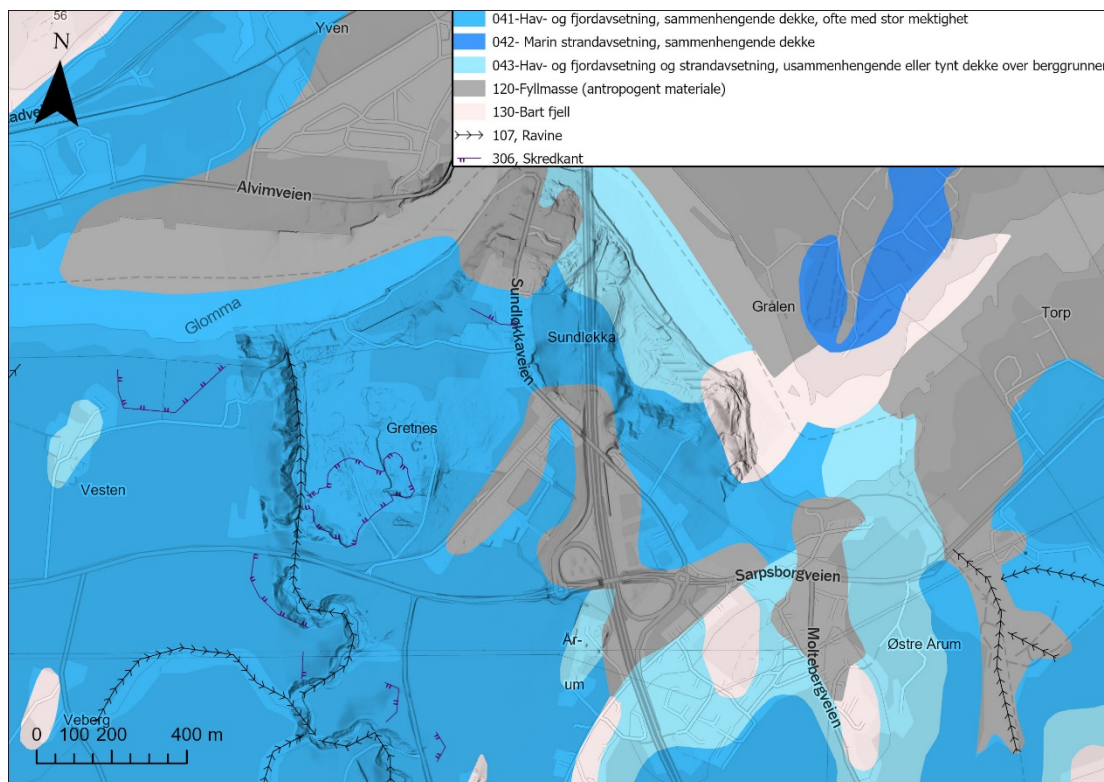 56
N
041-Hav- og fjordavsetning, sammenhengende dekke, ofte med stor mektighet
042- Marin strandavsetning, sammenhengende dekke
043-Hav- og fjordavsetning og strandavsetning, usammenhengende eller tynt dekke over berggrunnen
120-Fyllmasse (antropogent materiale)
130-Bart fjell
107, Ravine
306, Skredkant
Yven
Alvimveien
Glomma
Sundløkkaveien
Sundløkka
Grålen
Torp
Gretnes
Vesten
Sarpsborgveien
Moltebergveien
Østre Årum
År-
um
Veberg
0 100 200 400 m